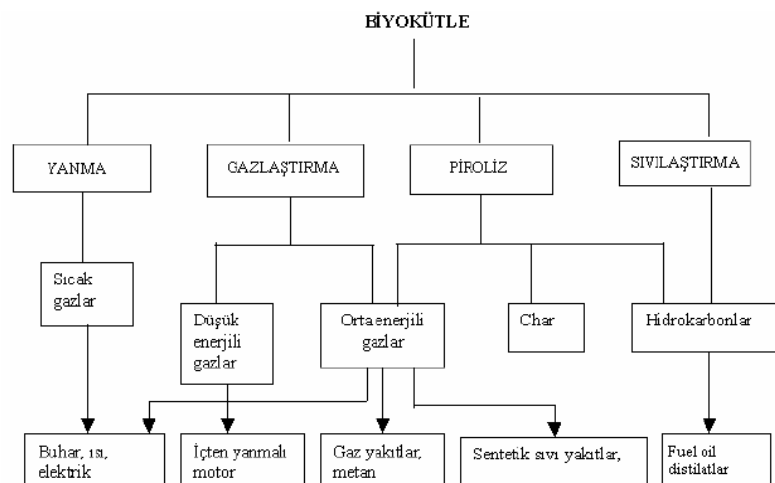 BİYOKÜTLE
YANMA
GAZLAŞTIRMA
PİROLİZ
SIVILAŞTIRMA
Sıcak
gazlar
Düşük
enerjili
gazlar
Orta enerjili
gazlar
Char
Hidrokarbonlar
Buhar, ısı,
elektrik
İçten yanmalı
motor
Gaz yakıtlar,
metan
Sentetik sıvı yakıtlar,
Fuel oil
distilatlar